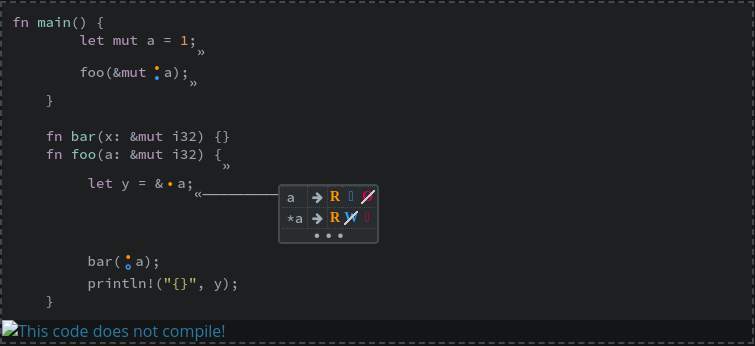 fn main() {
let mut a = 1;
»
foo(&mut a);
»
}
fn bar(x: &mut i32) {}
fn foo(a: &mut i32) {
»
let y = & a;
«
a → R O
*a → R W
•••
bar( a);
println!("{}", y);
}
This code does not compile!